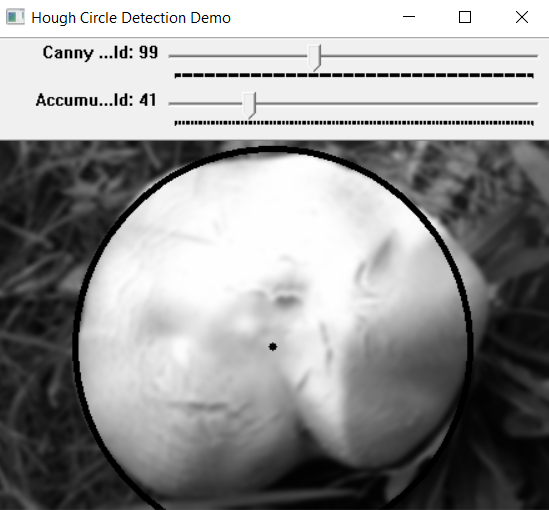 Hough Circle Detection Demo
Canny ...ld: 99
Accumu...ld: 41